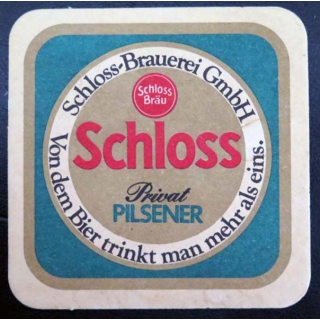 Schloss-Brauerei GmbH
Schloss
Bräu
Schloss
Privat
PILSENER
Von dem Bier trinkt man mehr als eins.